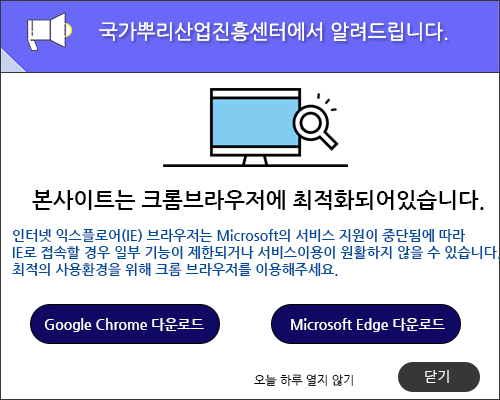 국가뿌리산업진흥센터에서 알려드립니다.
본사이트는 크롬브라우저에 최적화되어있습니다.
인터넷 익스플로어(IE) 브라우저는 Microsoft의 서비스 지원이 중단됨에 따라
IE로 접속할 경우 일부 기능이 제한되거나 서비스이용이 원활하지 않을 수 있습니다.
최적의 사용환경을 위해 크롬 브라우저를 이용해주세요.
Google Chrome 다운로드
Microsoft Edge 다운로드
오늘 하루 열지 않기
닫기